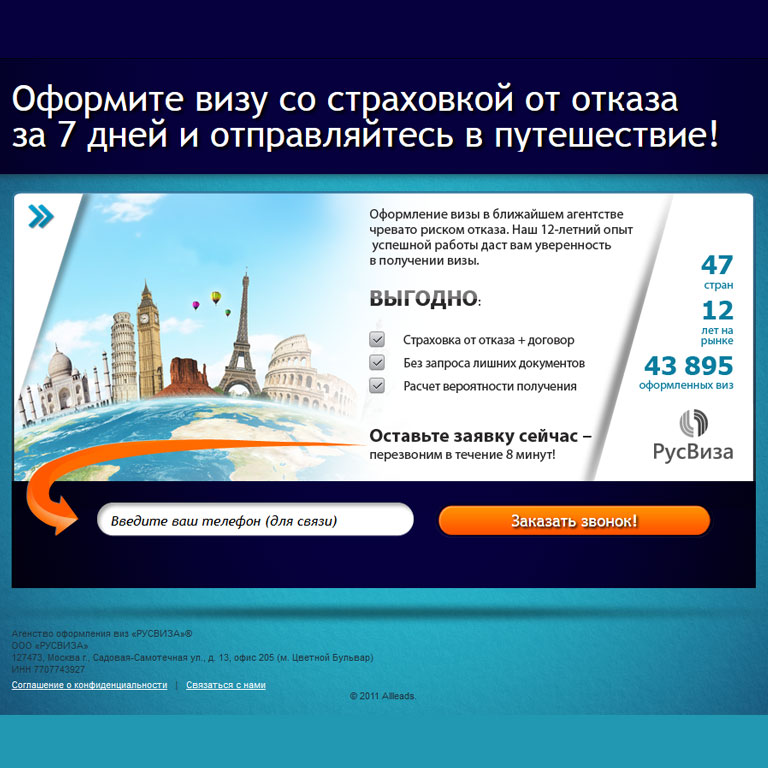 Оформите визу со страховкой от отказа
за 7 дней и отправляйтесь в путешествие!
Оформление визы в ближайшем агентстве
чревато риском отказа. Наш 12-летний опыт
успешной работы даст вам уверенность
в получении визы.
ВЫГОДНО:
Страховка от отказа + договор
Без запроса лишних документов
Расчет вероятности получения
Оставьте заявку сейчас –
перезвоним в течение 8 минут!
47
стран
12
лет на
рынке
43 895
оформленных виз
РусВиза
Введите ваш телефон (для связи)
Заказать звонок!
Агенство оформления виз «РУСВИЗА»®
ООО «РУСВИЗА»
127473, Москва г, Садовая-Самотечная ул., д. 13, офис 205 (м. Цветной Бульвар)
ИНН 7707743927
Соглашение о конфиденциальности | Связаться с нами
© 2011 Allleads.